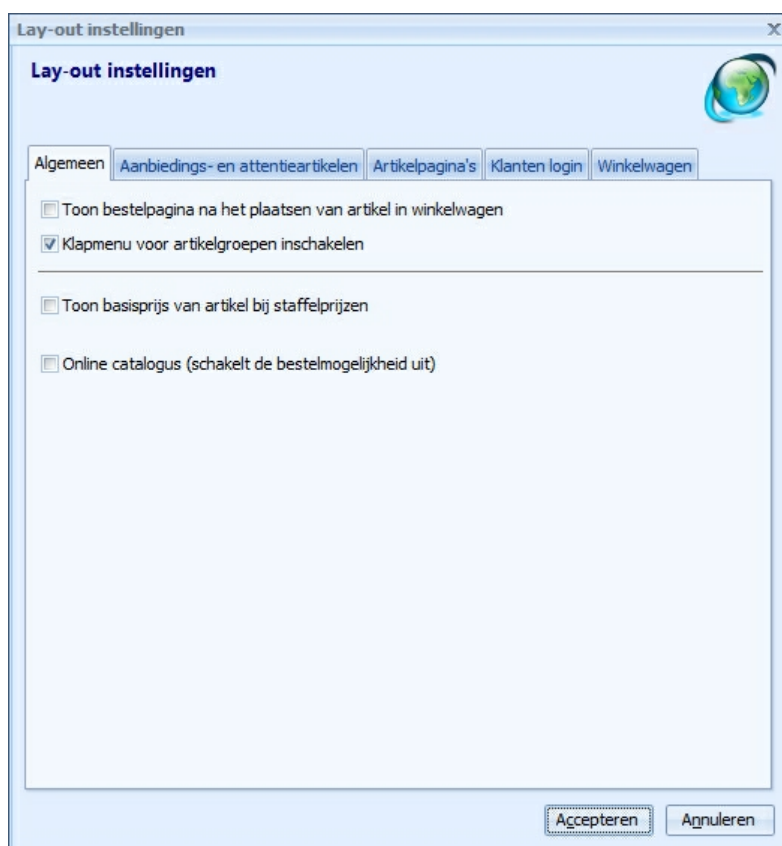 Lay-out instellingen
X
Lay-out instellingen
Algemeen Aanbiedings- en attentieartikelen Artikelpagina's Klanten login Winkelwagen
Toon bestelpagina na het plaatsen van artikel in winkelwagen
Klapmenu voor artikelgroepen inschakelen
Toon basisprijs van artikel bij staffelprijzen
Online catalogus (schakelt de bestelmogelijkheid uit)
Accepteren Annuleren